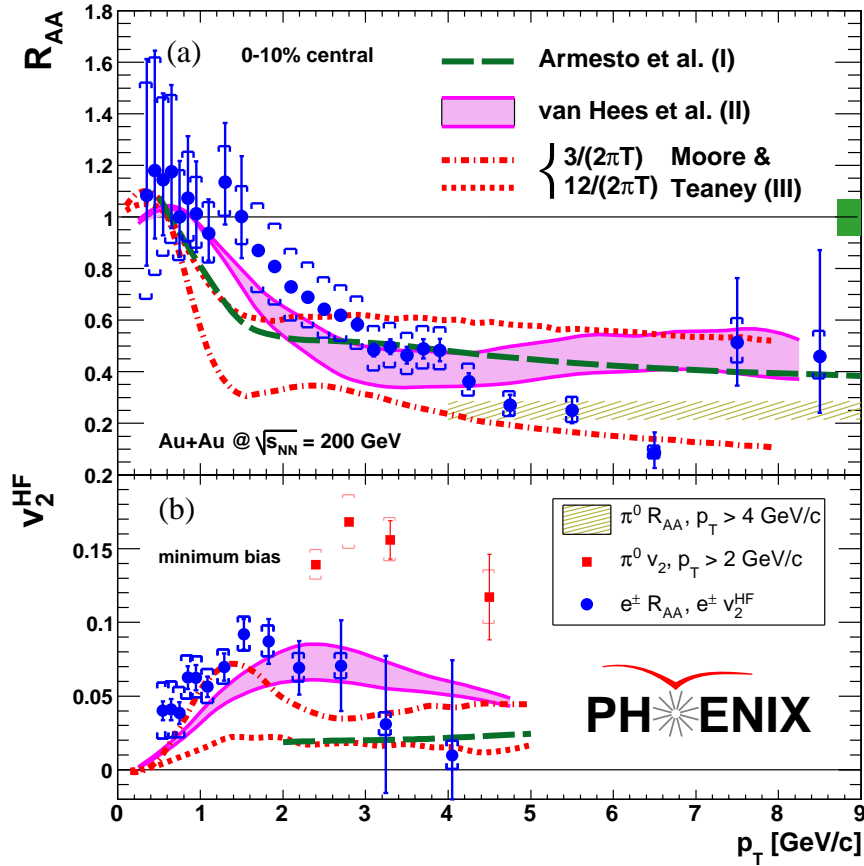 R_AA
(a)
0-10% central
Armesto et al. (I)
van Hees et al. (II)
3/(2πT) Moore &
12/(2πT) Teaney (III)
1.6
1.4
1.2
1
0.8
0.6
0.4
0.2
Au+Au @ √s_NN = 200 GeV
v_2^HF
(b)
minimum bias
π^0 R_AA, p_T > 4 GeV/c
π^0 v_2, p_T > 2 GeV/c
e^± R_AA, e^± v_2^HF
0.2
0.15
0.1
0.05
0
PHENIX
0 1 2 3 4 5 6 7 8 9
p_T [GeV/c]